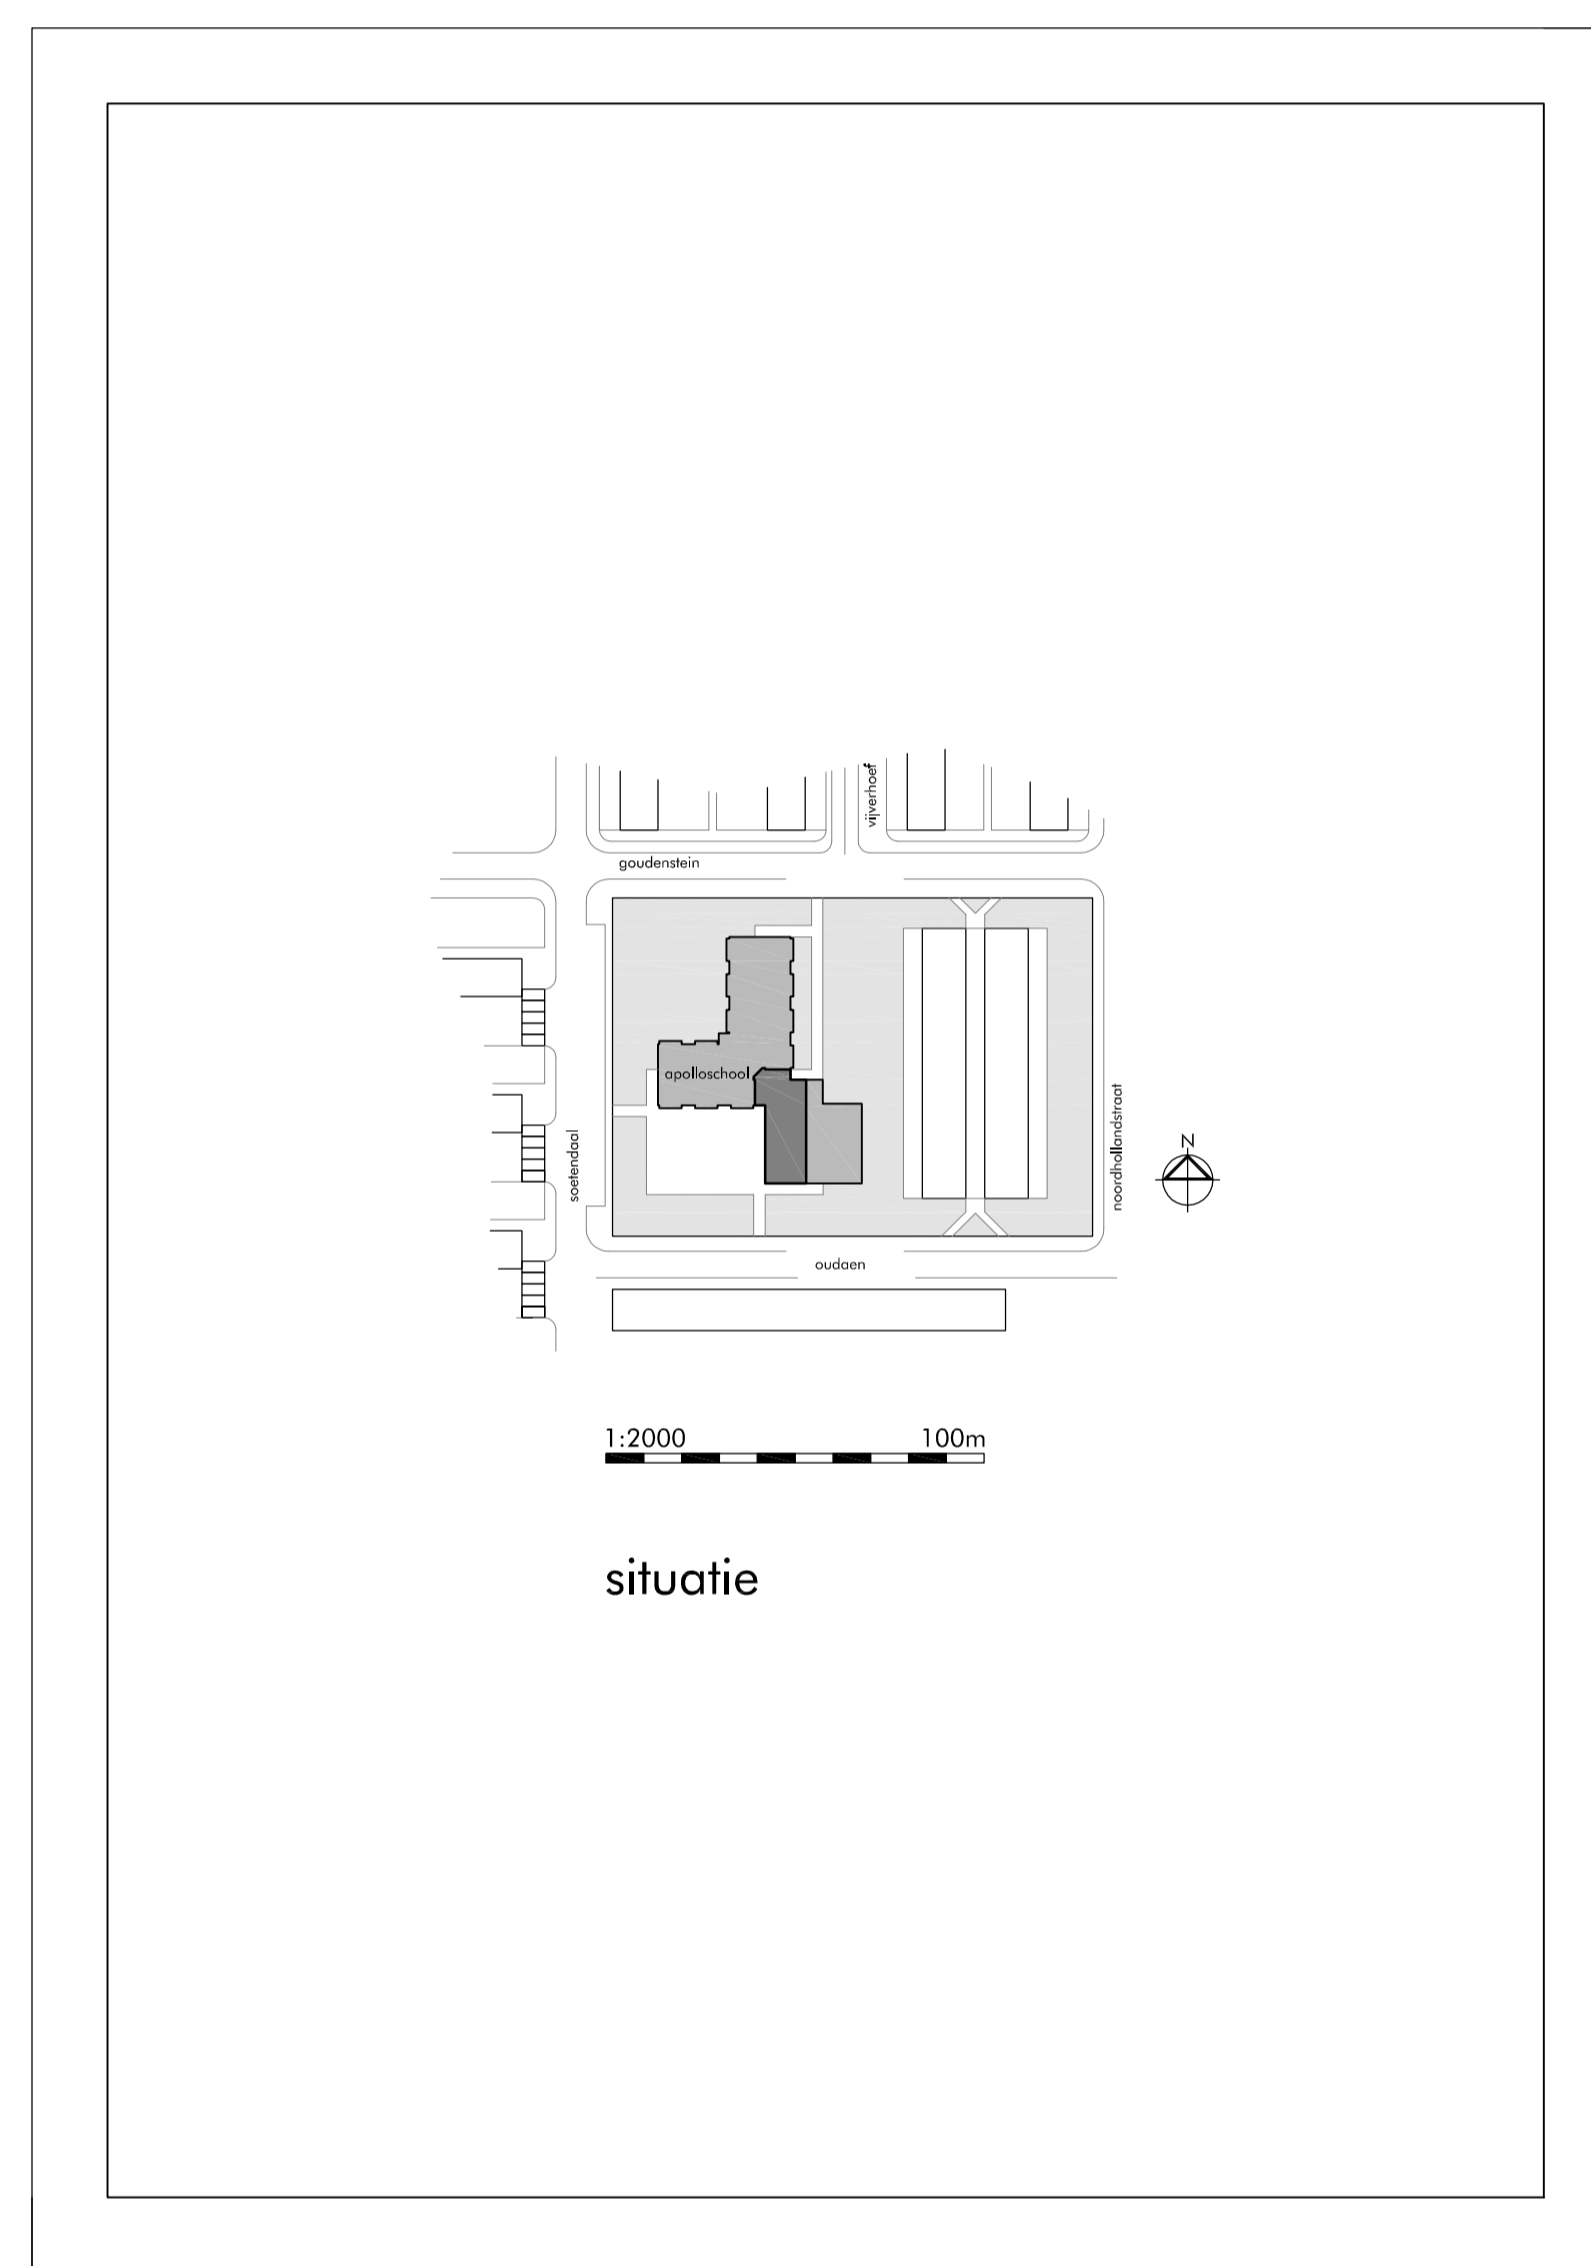 vijverhoef
goudenstein
apolloschool
soetendaal
noordhollandstraat
N
oudaen
1:2000 100m
situatie